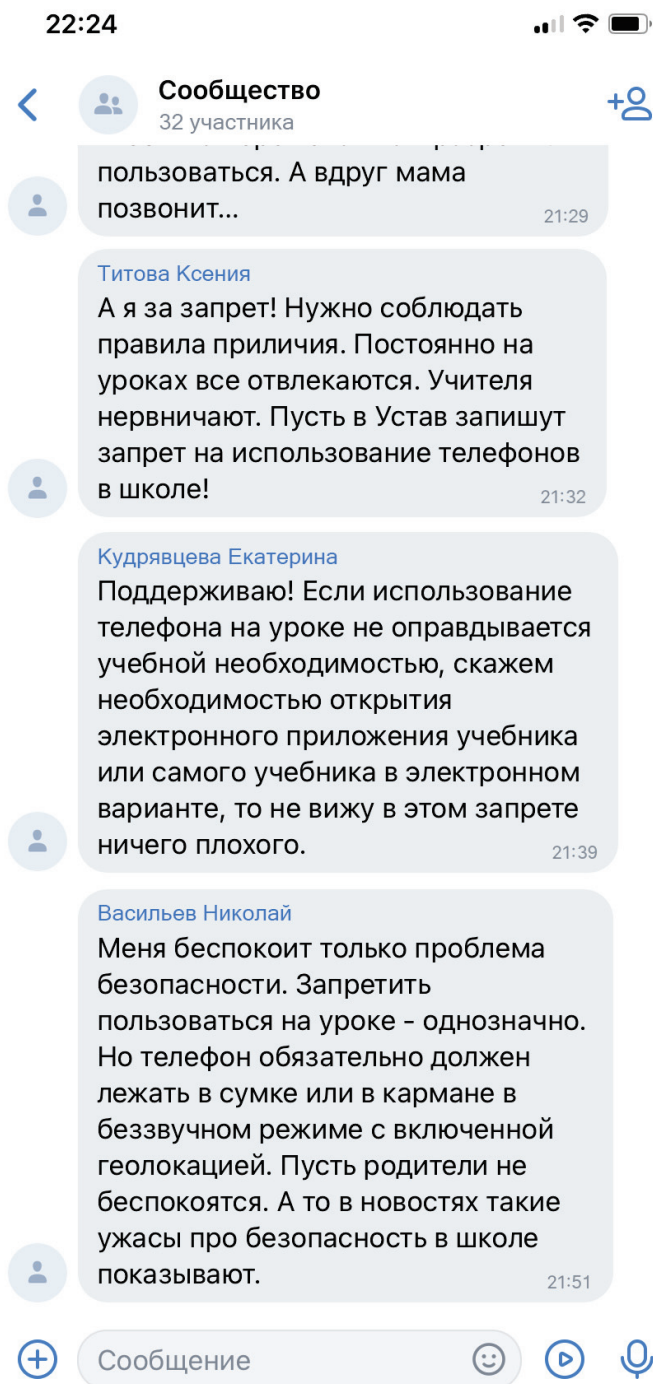 22:24
Сообщество
32 участника
пользоваться. А вдруг мама
позвонит...
21:29
Титова Ксения
А я за запрет! Нужно соблюдать
правила приличия. Постоянно на
уроках все отвлекаются. Учителя
нервничают. Пусть в Устав запишут
запрет на использование телефонов
в школе!
21:32
Кудрявцева Екатерина
Поддерживаю! Если использование
телефона на уроке не оправдывается
учебной необходимостью, скажем
необходимостью открытия
электронного приложения учебника
или самого учебника в электронном
варианте, то не вижу в этом запрете
ничего плохого.
21:39
Васильев Николай
Меня беспокоит только проблема
безопасности. Запретить
пользоваться на уроке - однозначно.
Но телефон обязательно должен
лежать в сумке или в кармане в
беззвучном режиме с включенной
геолокацией. Пусть родители не
беспокоятся. А то в новостях такие
ужасы про безопасность в школе
показывают.
21:51
Сообщение